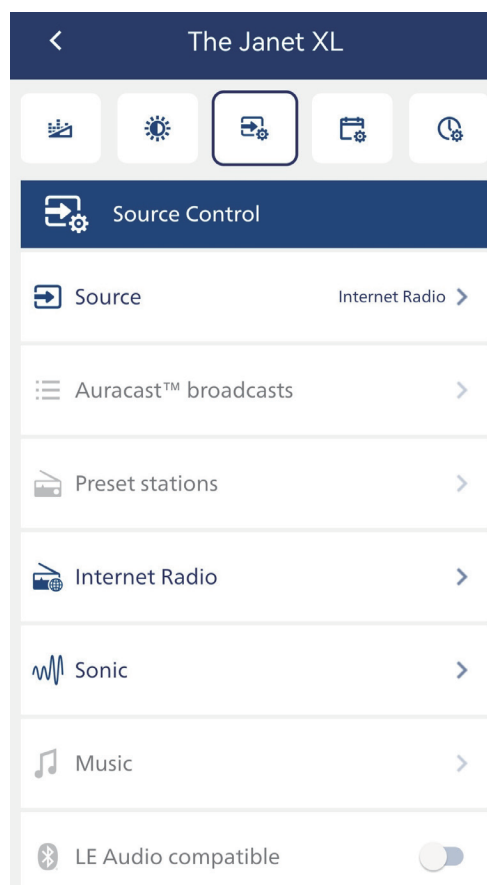 The Janet XL
Source Control
Source Internet Radio
Auracast™ broadcasts
Preset stations
Internet Radio
Sonic
Music
LE Audio compatible